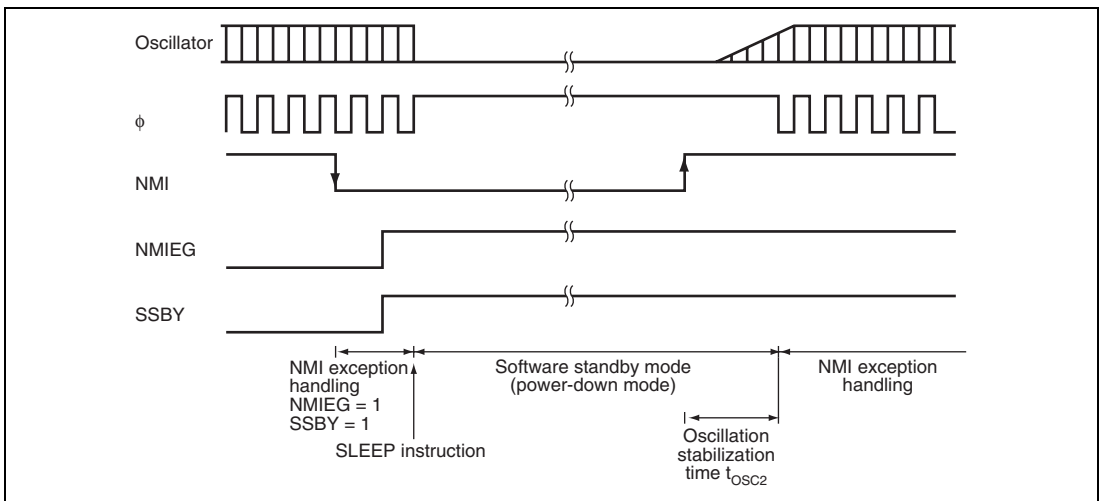 Oscillator
φ
NMI
NMIEG
SSBY
NMI exception
handling
NMIEG = 1
SSBY = 1
SLEEP instruction
Software standby mode
(power-down mode)
Oscillation
stabilization
time tOSC2
NMI exception
handling